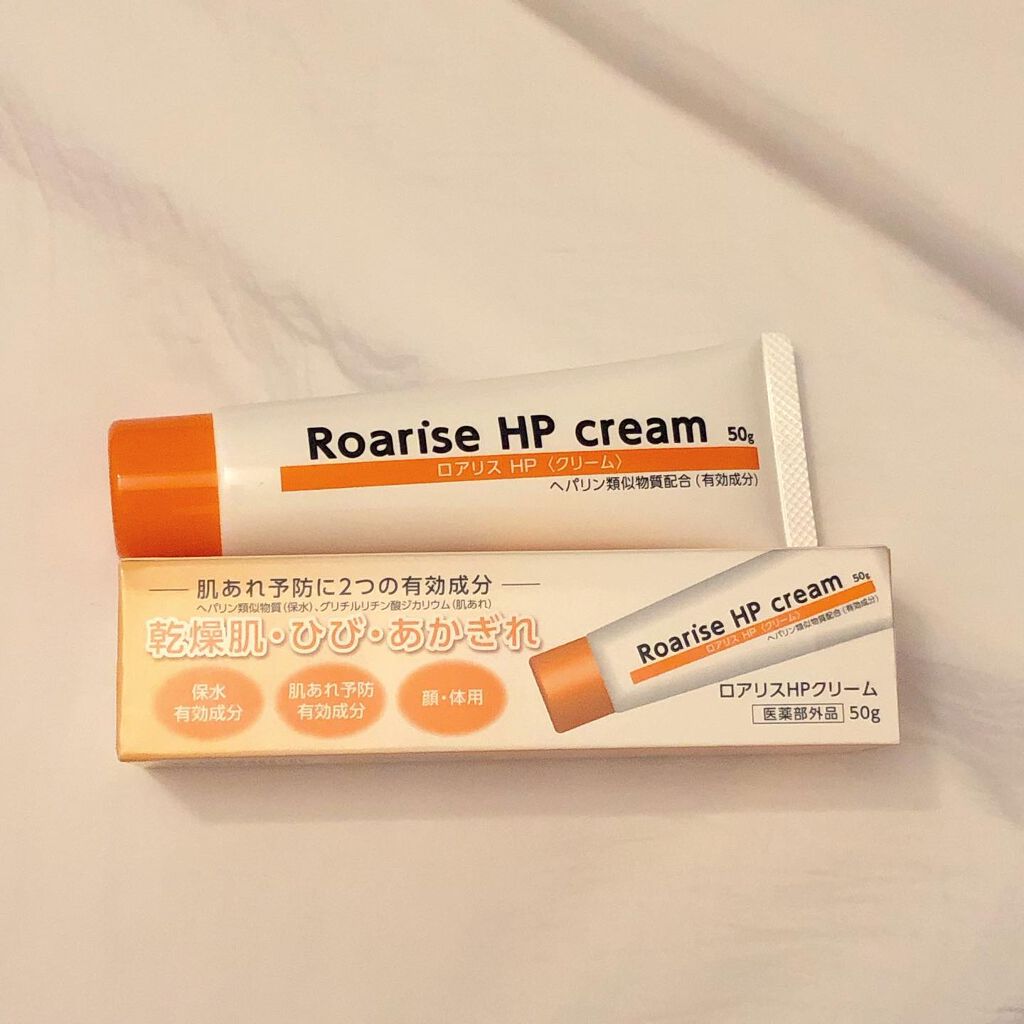 Roarise HP cream 50g
ロアリス HP 〈クリーム〉
ヘパリン類似物質配合(有効成分)
肌あれ予防に2つの有効成分
ヘパリン類似物質(保水)、グリチルリチン酸ジカリウム(肌あれ)
乾燥肌・ひび・あかぎれ
保水
有効成分
肌あれ予防
有効成分
顔・体用
Roarise HP cream 50g
ロアリス HP 〈クリーム〉
ヘパリン類似物質配合(有効成分)
ロアリスHPクリーム
医薬部外品 50g